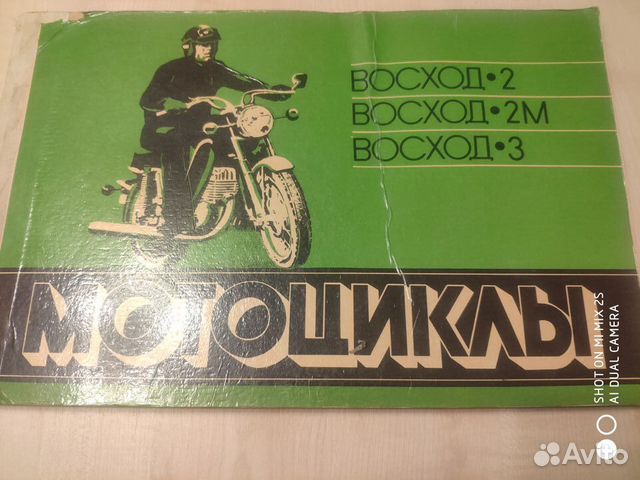 ВОСХОД•2
ВОСХОД•2М
ВОСХОД•3
МОТОЦИКЛЫ
SHOT ON MI MIX 2S
AI DUAL CAMERA
Avito